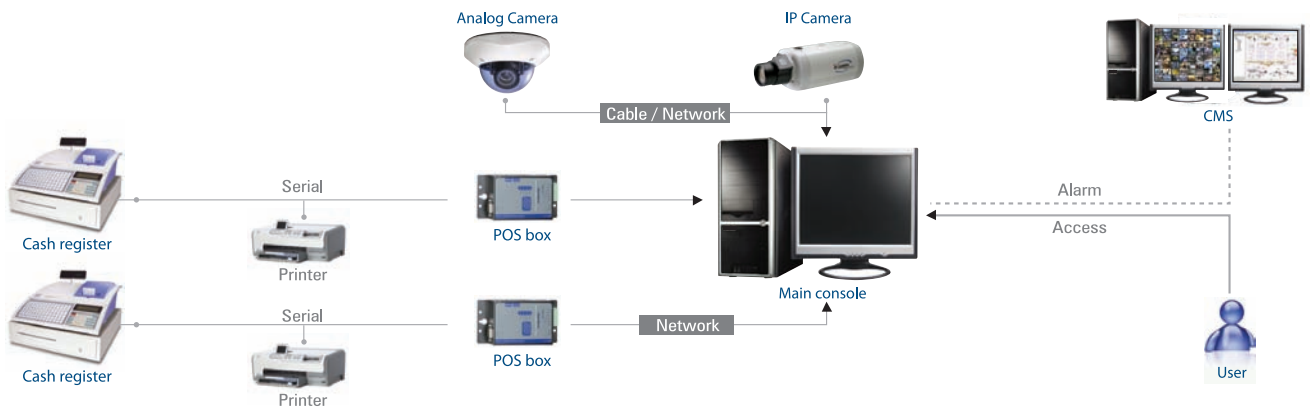 Analog Camera
IP Camera
Cable / Network
CMS
Serial
Cash register
Printer
POS box
Main console
Alarm
Access
Serial
Cash register
Printer
POS box
Network
User